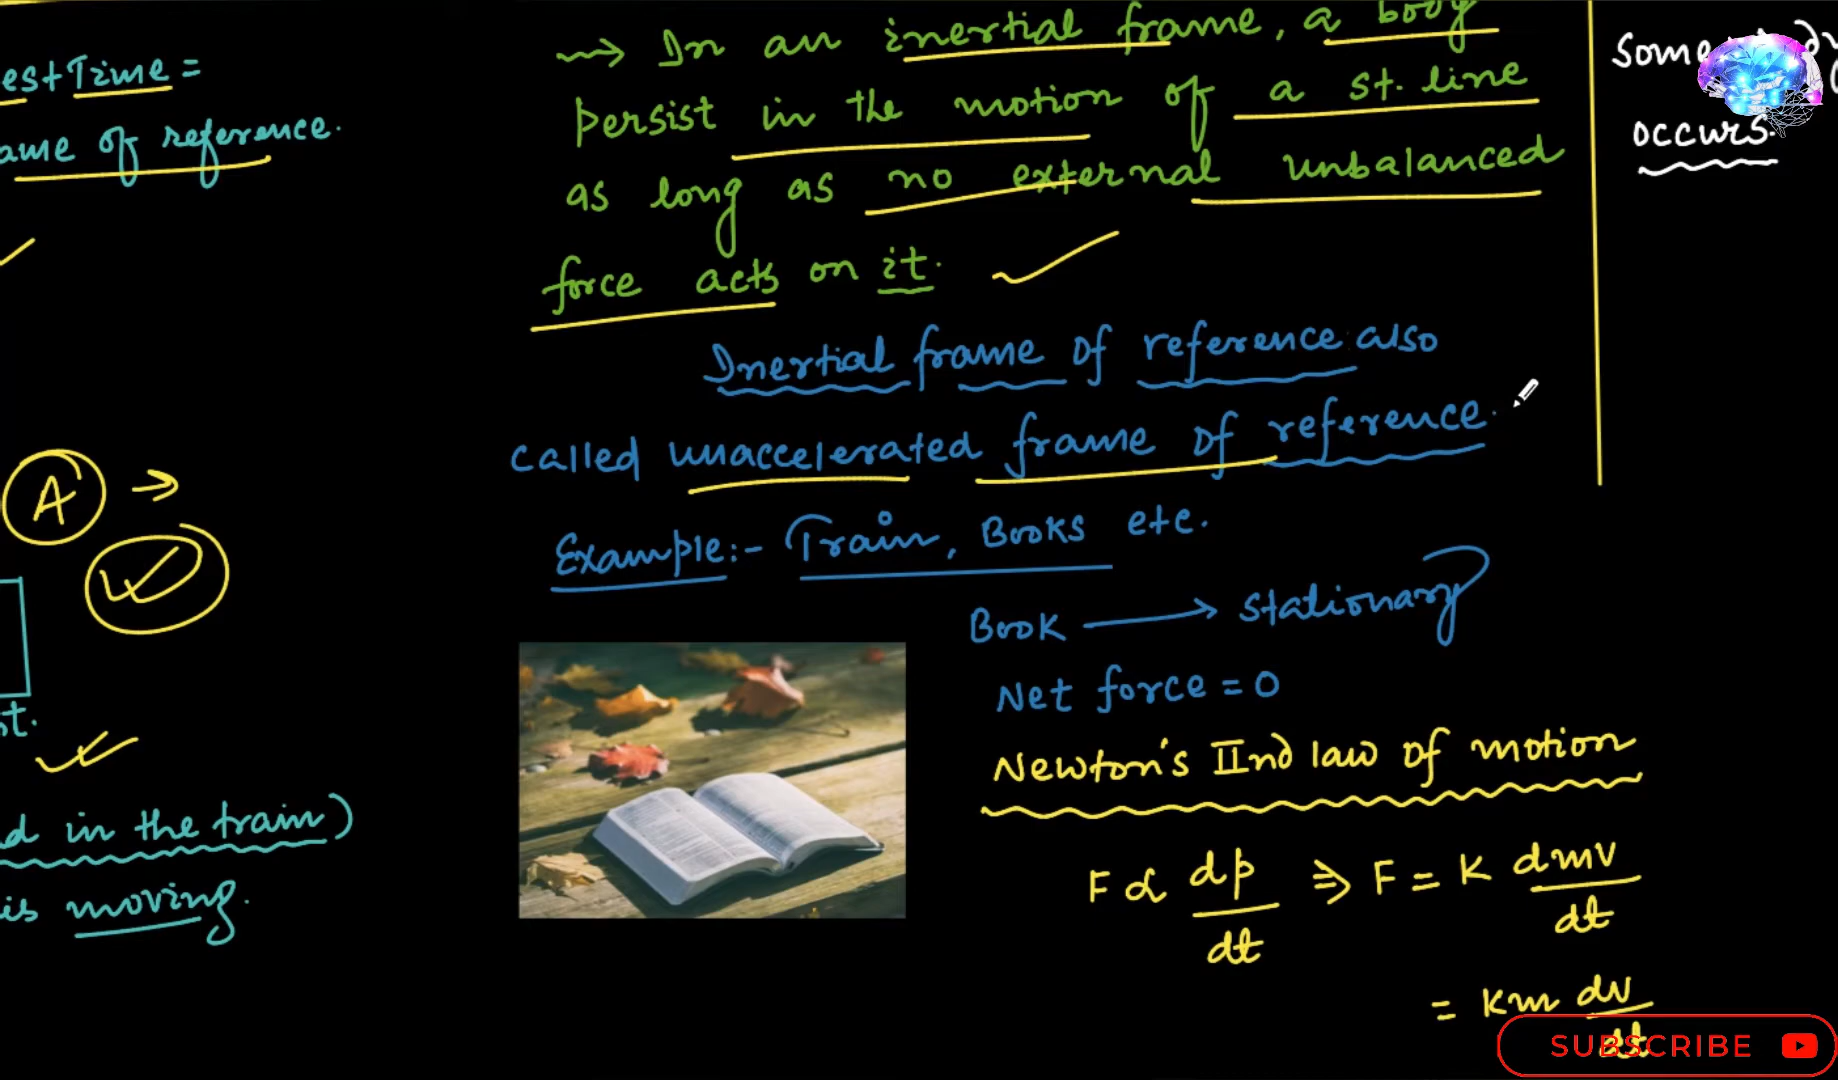 est Time =
ame of reference.
A →
t.
d in the train)
is moving.
⇝ In an inertial frame, a body
persist in the motion of a st. line
as long as no external unbalanced
force acts on it.
Inertial frame of reference also
called unaccelerated frame of reference.
Example:- Train, Books etc.
Book → stationary
Net force = 0
Newton's IInd law of motion
F ∝ dp/dt ⇒ F = K dmv/dt
= Km dv/dt
occurs.
SUBSCRIBE